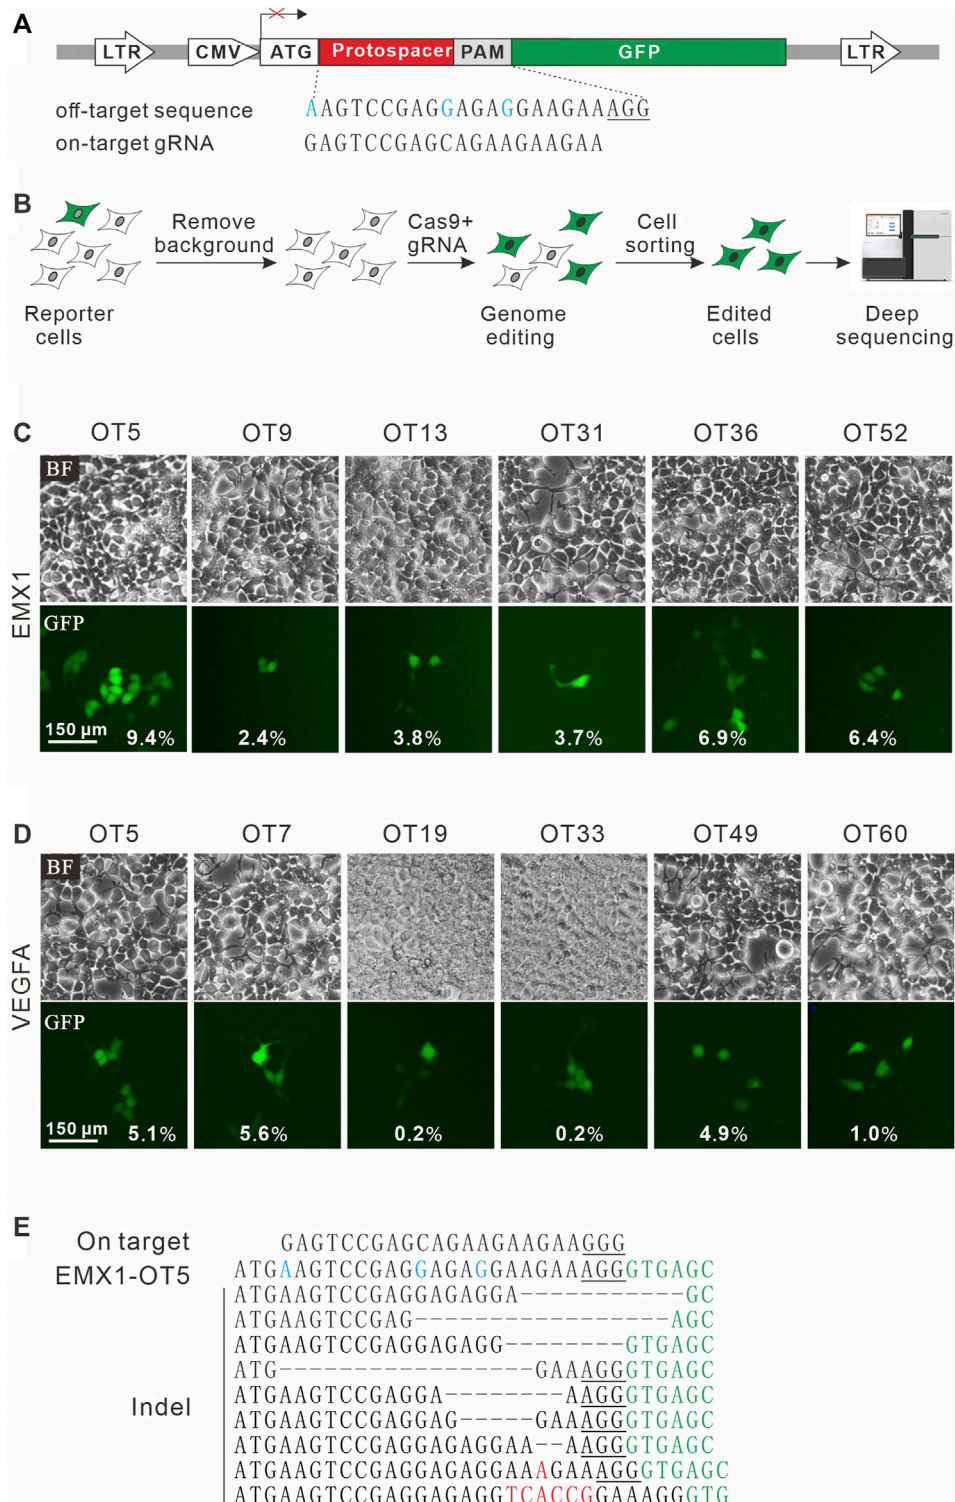 A
LTR CMV ATG Protospacer PAM GFP LTR
off-target sequence AAGTCCGAGGAGAGGAAGAAAGG
on-target gRNA GAGTCCGAGCAGAAGAAGAA
B
Remove background
Cas9+ gRNA
Cell sorting
Reporter cells
Genome editing
Edited cells
Deep sequencing
C
OT5 OT9 OT13 OT31 OT36 OT52
EMX1
BF
GFP
150 μm
9.4% 2.4% 3.8% 3.7% 6.9% 6.4%
D
OT5 OT7 OT19 OT33 OT49 OT60
VEGFA
BF
GFP
150 μm
5.1% 5.6% 0.2% 0.2% 4.9% 1.0%
E
On target GAGTCCGAGCAGAAGAAGAAGGG
EMX1-OT5 ATGAAGTCCGAGGAGAGGAAGAAAGGGTGAGC
Indel
ATGAAGTCCGAGGAGAGGA-----------GC
ATGAAGTCCGAG-----------------AGC
ATGAAGTCCGAGGAGAGG--------GTGAGC
ATG-----------------GAAAGGGTGAGC
ATGAAGTCCGAGGA--------AAGGGTGAGC
ATGAAGTCCGAGGAG-----GAAAGGGTGAGC
ATGAAGTCCGAGGAGAGGAA--AAGGGTGAGC
ATGAAGTCCGAGGAGAGGAAAGAAAGGGTGAGC
ATGAAGTCCGAGGAGAGGTCACCGGAAAGGGTG